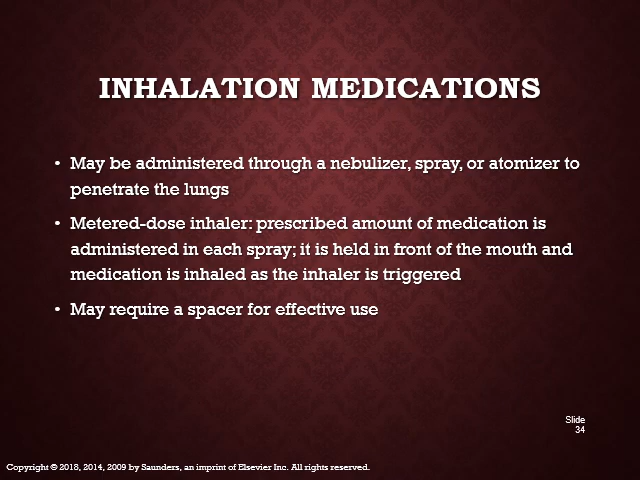 INHALATION MEDICATIONS
• May be administered through a nebulizer, spray, or atomizer to
penetrate the lungs
• Metered-dose inhaler: prescribed amount of medication is
administered in each spray; it is held in front of the mouth and
medication is inhaled as the inhaler is triggered
• May require a spacer for effective use
Slide
34
Copyright © 2018, 2014, 2009 by Saunders, an imprint of Elsevier Inc. All rights reserved.